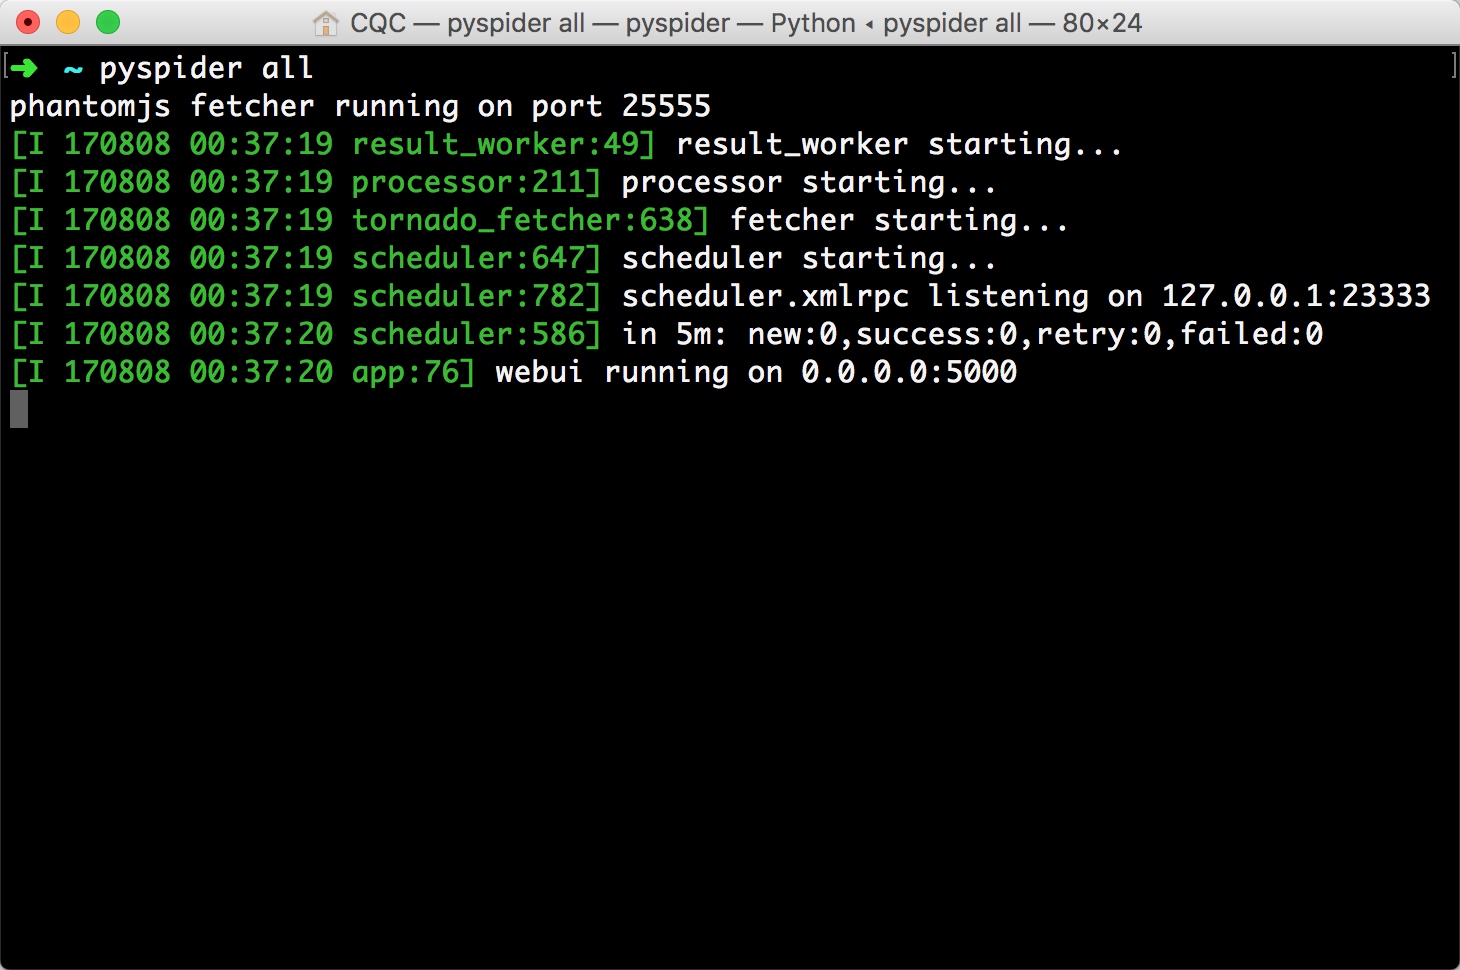 CQC — pyspider all — pyspider — Python ◂ pyspider all — 80×24
[➜  ~ pyspider all ]
phantomjs fetcher running on port 25555
[I 170808 00:37:19 result_worker:49] result_worker starting...
[I 170808 00:37:19 processor:211] processor starting...
[I 170808 00:37:19 tornado_fetcher:638] fetcher starting...
[I 170808 00:37:19 scheduler:647] scheduler starting...
[I 170808 00:37:19 scheduler:782] scheduler.xmlrpc listening on 127.0.0.1:23333
[I 170808 00:37:20 scheduler:586] in 5m: new:0,success:0,retry:0,failed:0
[I 170808 00:37:20 app:76] webui running on 0.0.0.0:5000